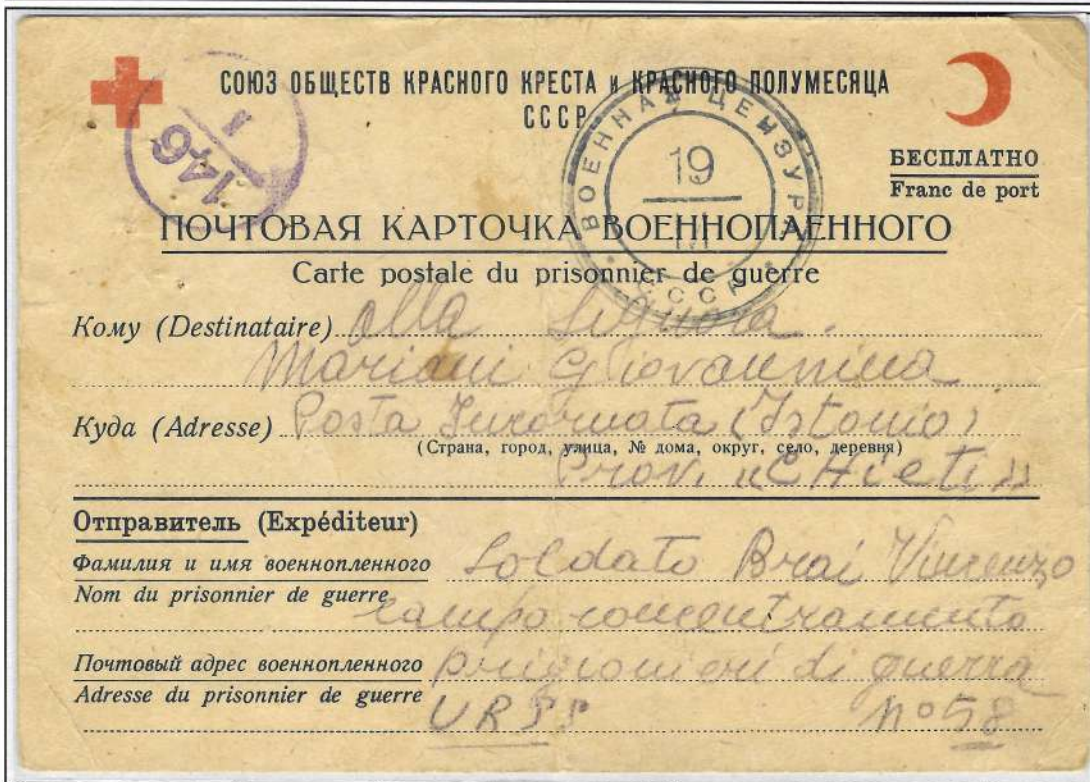 СОЮЗ ОБЩЕСТВ КРАСНОГО КРЕСТА и КРАСНОГО ПОЛУМЕСЯЦА
СССР
146
1
ВОЕННАЯ ЦЕНЗУРА
19
СССР
БЕСПЛАТНО
Franc de port
ПОЧТОВАЯ КАРТОЧКА ВОЕННОПЛЕННОГО
Carte postale du prisonnier de guerre
Кому (Destinataire) Alla Signora
Mariani Giovannina
Куда (Adresse) Posta (Istonio)
(Страна, город, улица, № дома, округ, село, деревня)
Prov. "CHieti"
Отправитель (Expéditeur)
Фамилия и имя военнопленного Soldato Brai Vincenzo
Nom du prisonnier de guerre campo concentramento
Почтовый адрес военнопленного prigionieri di guerra
Adresse du prisonnier de guerre URSS n° 58